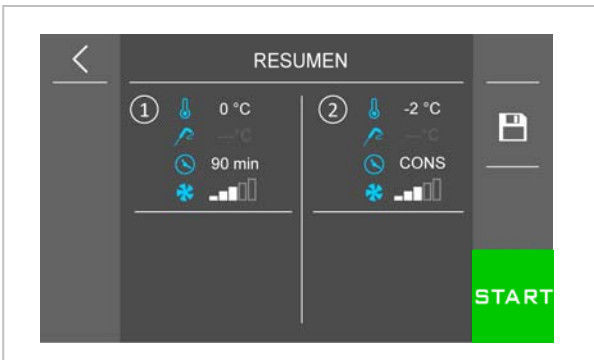 RESUMEN
1 0 °C
---°C
90 min
2 -2 °C
---°C
CONS
START